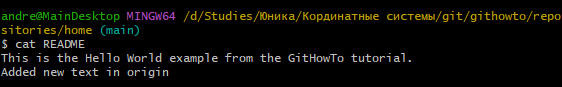 andre@MainDesktop MINGW64 /d/Studies/Юника/Кординатные системы/git/githowto/repo
sitories/home (main)
$ cat README
This is the Hello World example from the GitHowTo tutorial.
Added new text in origin